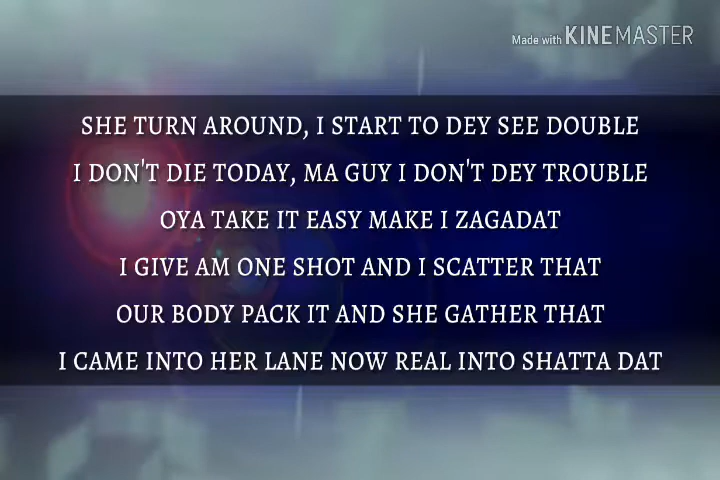 Made with KINEMASTER
SHE TURN AROUND, I START TO DEY SEE DOUBLE
I DON'T DIE TODAY, MA GUY I DON'T DEY TROUBLE
OYA TAKE IT EASY MAKE I ZAGADAT
I GIVE AM ONE SHOT AND I SCATTER THAT
OUR BODY PACK IT AND SHE GATHER THAT
I CAME INTO HER LANE NOW REAL INTO SHATTA DAT